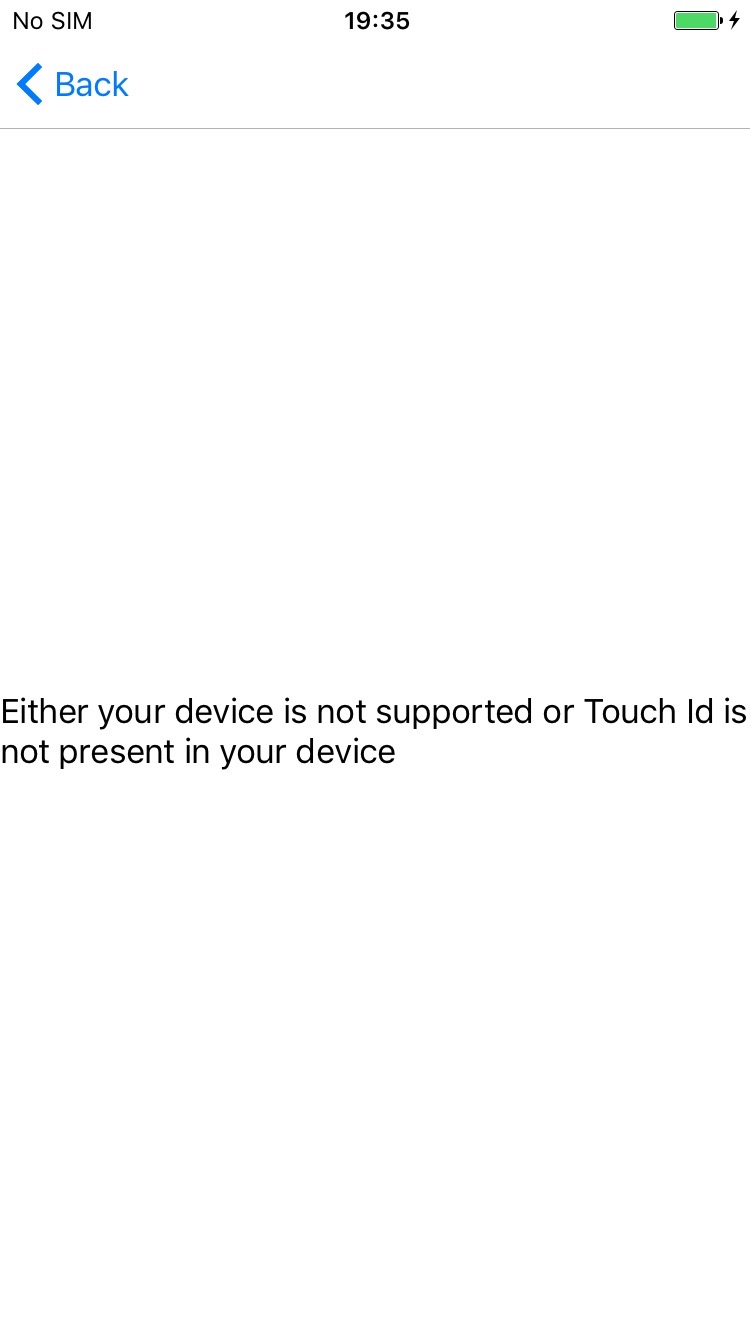 No SIM 19:35
Back
Either your device is not supported or Touch Id is
not present in your device